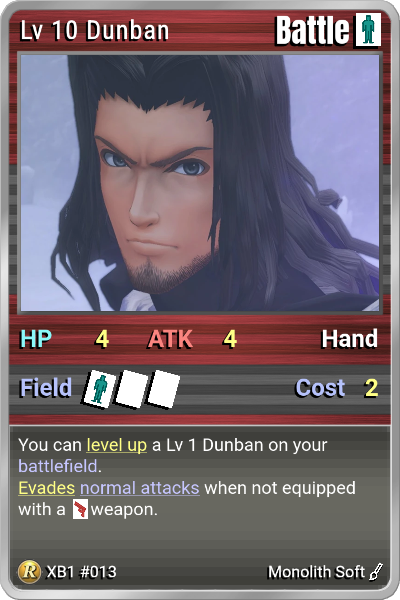 Lv 10 Dunban
Battle
HP 4 ATK 4 Hand
Field Cost 2
You can level up a Lv 1 Dunban on your
battlefield.
Evades normal attacks when not equipped
with a weapon.
R XB1 #013 Monolith Soft